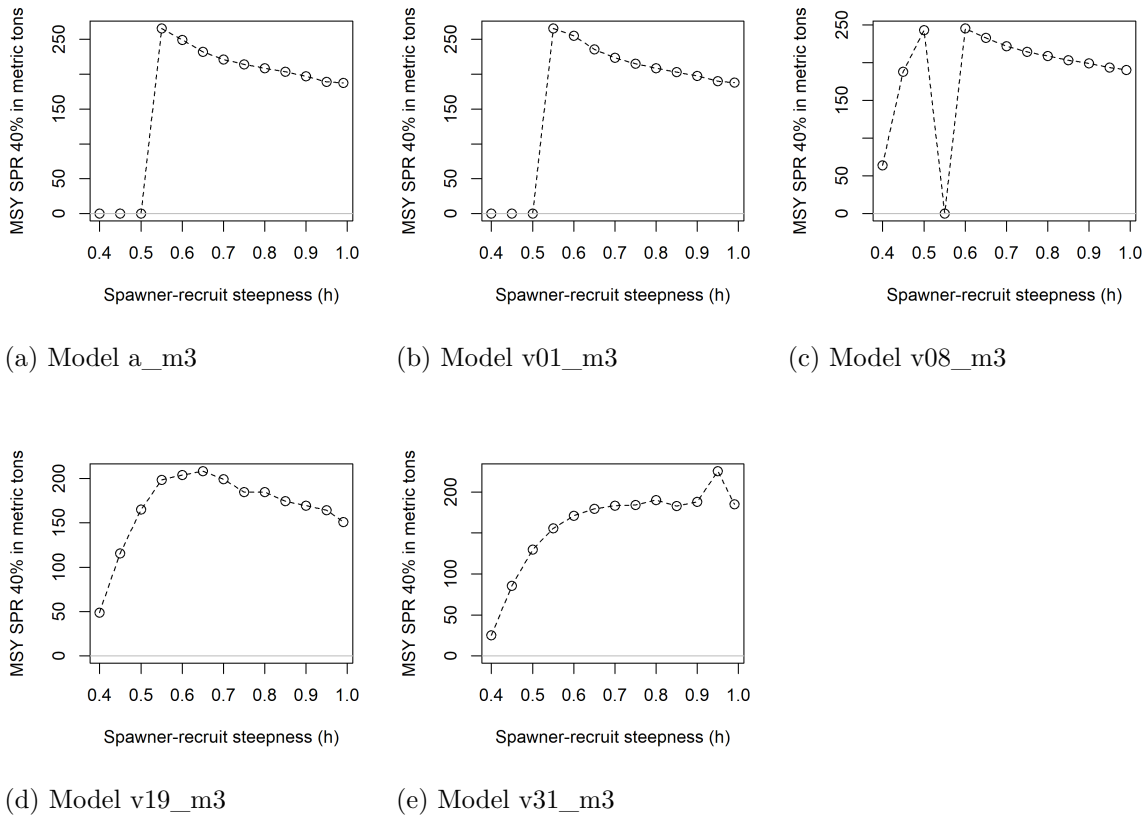 MSY SPR 40% in metric tons
0 50 150 250
0.4 0.5 0.6 0.7 0.8 0.9 1.0
Spawner-recruit steepness (h)
(a) Model a_m3
MSY SPR 40% in metric tons
0 50 150 250
0.4 0.5 0.6 0.7 0.8 0.9 1.0
Spawner-recruit steepness (h)
(b) Model v01_m3
MSY SPR 40% in metric tons
0 50 150 250
0.4 0.5 0.6 0.7 0.8 0.9 1.0
Spawner-recruit steepness (h)
(c) Model v08_m3
MSY SPR 40% in metric tons
0 50 100 150 200
0.4 0.5 0.6 0.7 0.8 0.9 1.0
Spawner-recruit steepness (h)
(d) Model v19_m3
MSY SPR 40% in metric tons
0 50 100 200
0.4 0.5 0.6 0.7 0.8 0.9 1.0
Spawner-recruit steepness (h)
(e) Model v31_m3